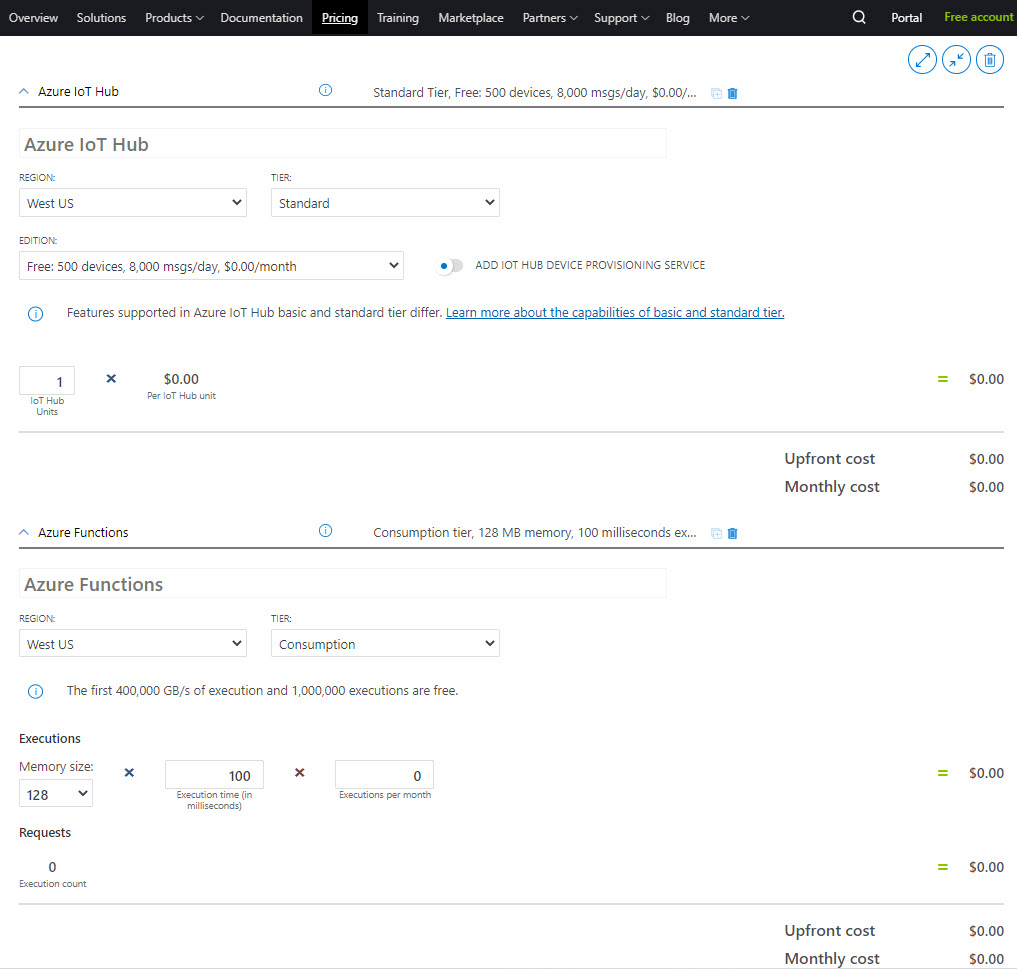 Overview Solutions Products Documentation Pricing Training Marketplace Partners Support Blog More Portal Free account
Azure IoT Hub Standard Tier, Free: 500 devices, 8,000 msgs/day, $0.00/...
Azure IoT Hub
REGION: TIER:
West US Standard
EDITION:
Free: 500 devices, 8,000 msgs/day, $0.00/month ADD IOT HUB DEVICE PROVISIONING SERVICE
Features supported in Azure IoT Hub basic and standard tier differ. Learn more about the capabilities of basic and standard tier.
1 × $0.00 = $0.00
IoT Hub Units Per IoT Hub unit
Upfront cost $0.00
Monthly cost $0.00
Azure Functions Consumption tier, 128 MB memory, 100 milliseconds ex...
Azure Functions
REGION: TIER:
West US Consumption
The first 400,000 GB/s of execution and 1,000,000 executions are free.
Executions
Memory size:
128 × 100 × 0 = $0.00
Execution time (in milliseconds) Executions per month
Requests
0 = $0.00
Execution count
Upfront cost $0.00
Monthly cost $0.00